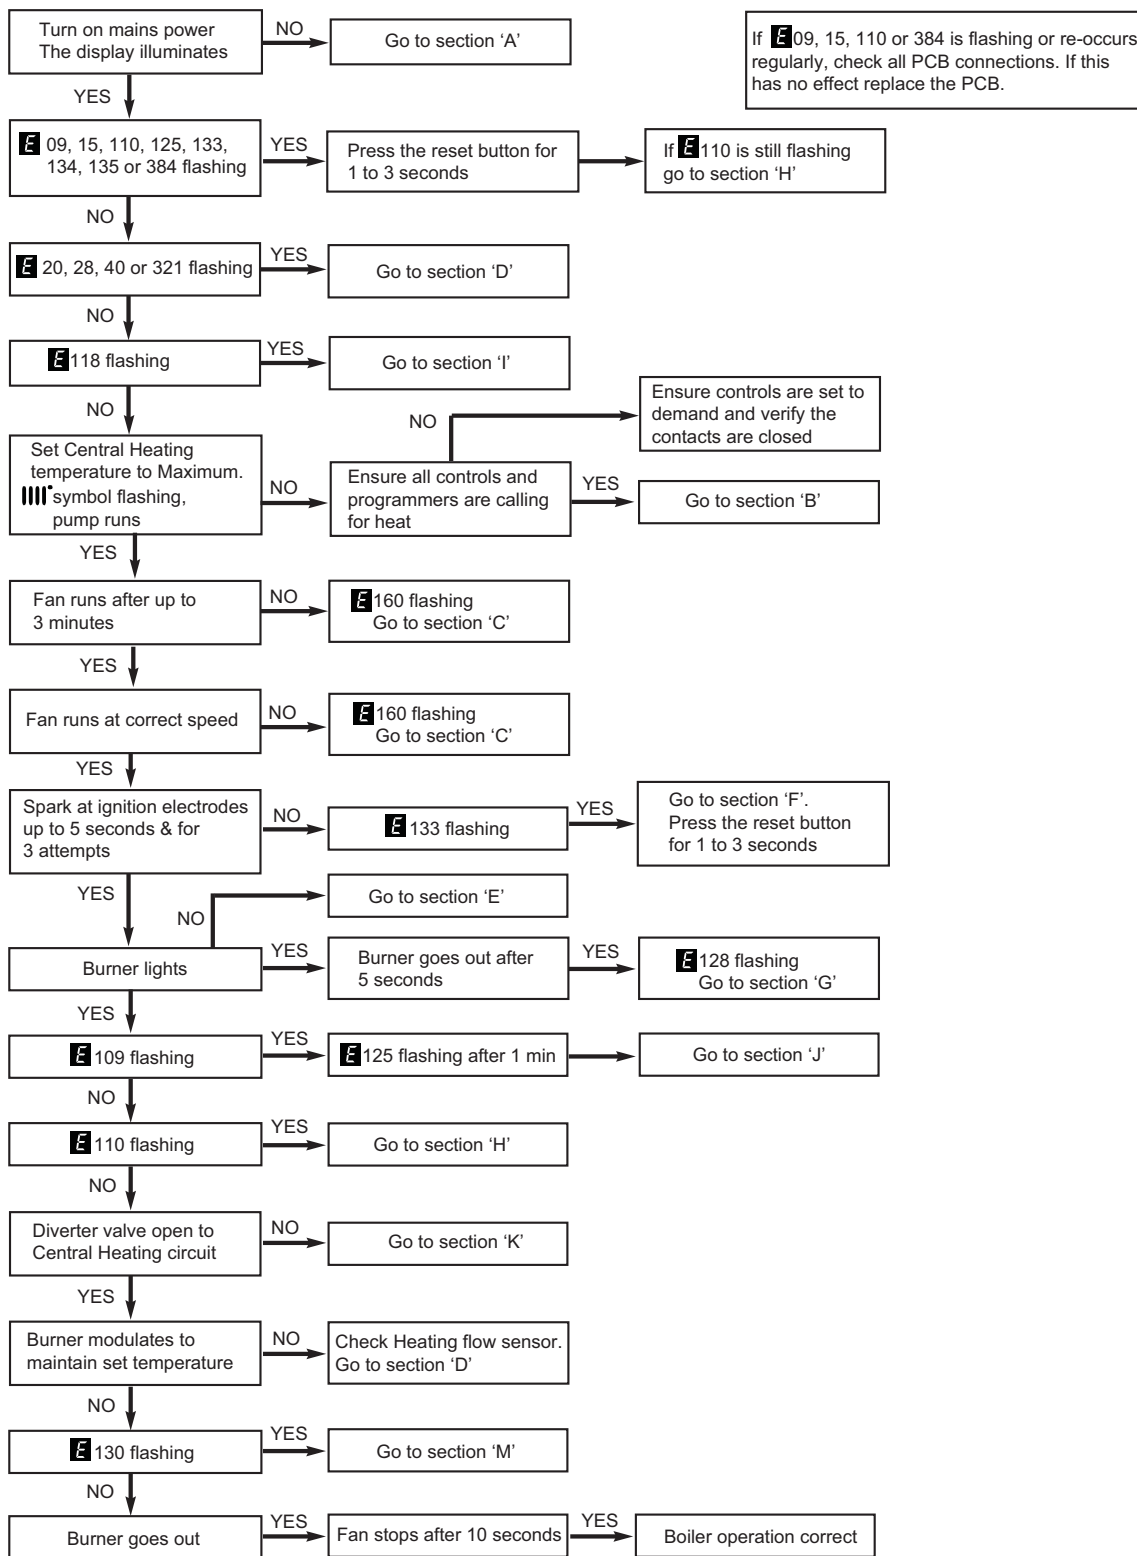 Turn on mains power
The display illuminates
NO
Go to section ‘A’
If E 09, 15, 110 or 384 is flashing or re-occurs
regularly, check all PCB connections. If this
has no effect replace the PCB.
YES
E 09, 15, 110, 125, 133,
134, 135 or 384 flashing
YES
Press the reset button for
1 to 3 seconds
If E 110 is still flashing
go to section ‘H’
NO
E 20, 28, 40 or 321 flashing
YES
Go to section ‘D’
NO
E 118 flashing
YES
Go to section ‘I’
NO
Set Central Heating
temperature to Maximum.
symbol flashing,
pump runs
NO
Ensure all controls and
programmers are calling
for heat
NO
Ensure controls are set to
demand and verify the
contacts are closed
YES
Go to section ‘B’
YES
Fan runs after up to
3 minutes
NO
E 160 flashing
Go to section ‘C’
YES
Fan runs at correct speed
NO
E 160 flashing
Go to section ‘C’
YES
Spark at ignition electrodes
up to 5 seconds & for
3 attempts
NO
E 133 flashing
YES
Go to section ‘F’.
Press the reset button
for 1 to 3 seconds
YES
NO
Go to section ‘E’
Burner lights
YES
Burner goes out after
5 seconds
YES
E 128 flashing
Go to section ‘G’
YES
E 109 flashing
YES
E 125 flashing after 1 min
Go to section ‘J’
NO
E 110 flashing
YES
Go to section ‘H’
NO
Diverter valve open to
Central Heating circuit
NO
Go to section ‘K’
YES
Burner modulates to
maintain set temperature
NO
Check Heating flow sensor.
Go to section ‘D’
NO
E 130 flashing
YES
Go to section ‘M’
NO
Burner goes out
YES
Fan stops after 10 seconds
YES
Boiler operation correct